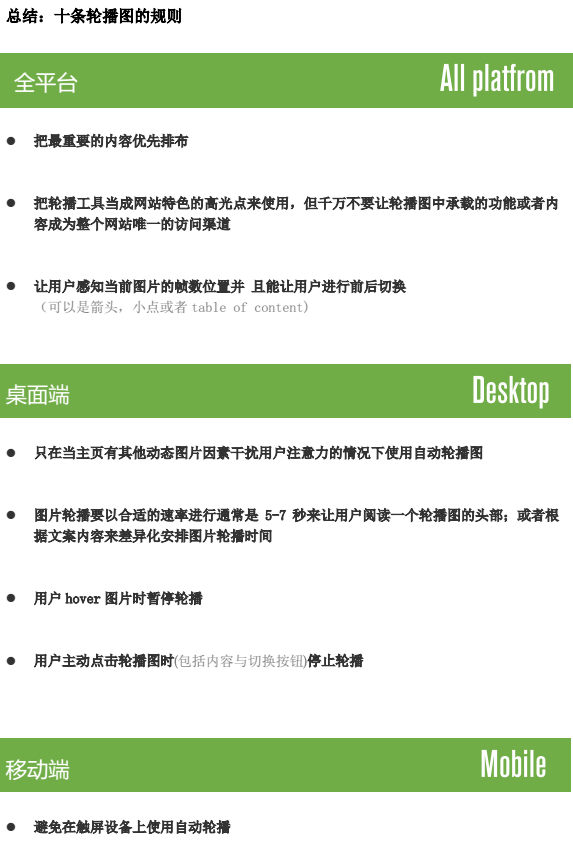 总结：十条轮播图的规则
全平台 All platfrom
● 把最重要的内容优先排布
● 把轮播工具当成网站特色的高光点来使用，但千万不要让轮播图中承载的功能或者内
容成为整个网站唯一的访问渠道
● 让用户感知当前图片的帧数位置并 且能让用户进行前后切换
（可以是箭头，小点或者 table of content)
桌面端 Desktop
● 只在当主页有其他动态图片因素干扰用户注意力的情况下使用自动轮播图
● 图片轮播要以合适的速率进行通常是 5-7 秒来让用户阅读一个轮播图的头部；或者根
据文案内容来差异化安排图片轮播时间
● 用户 hover 图片时暂停轮播
● 用户主动点击轮播图时(包括内容与切换按钮)停止轮播
移动端 Mobile
● 避免在触屏设备上使用自动轮播